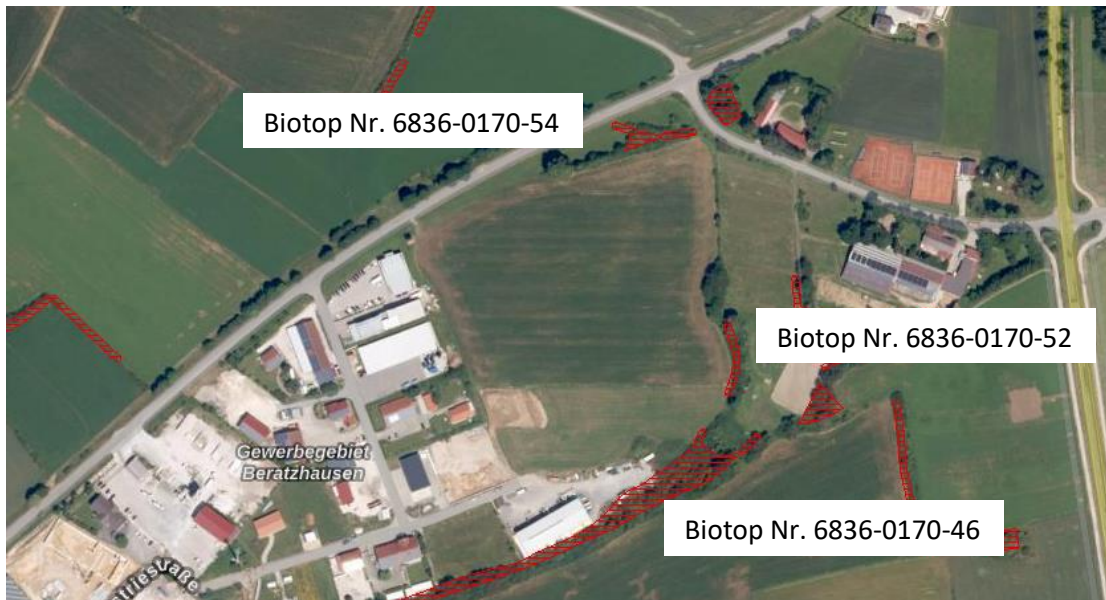 Biotop Nr. 6836-0170-54
Biotop Nr. 6836-0170-52
Gewerbegebiet
Beratzhausen
Biotop Nr. 6836-0170-46